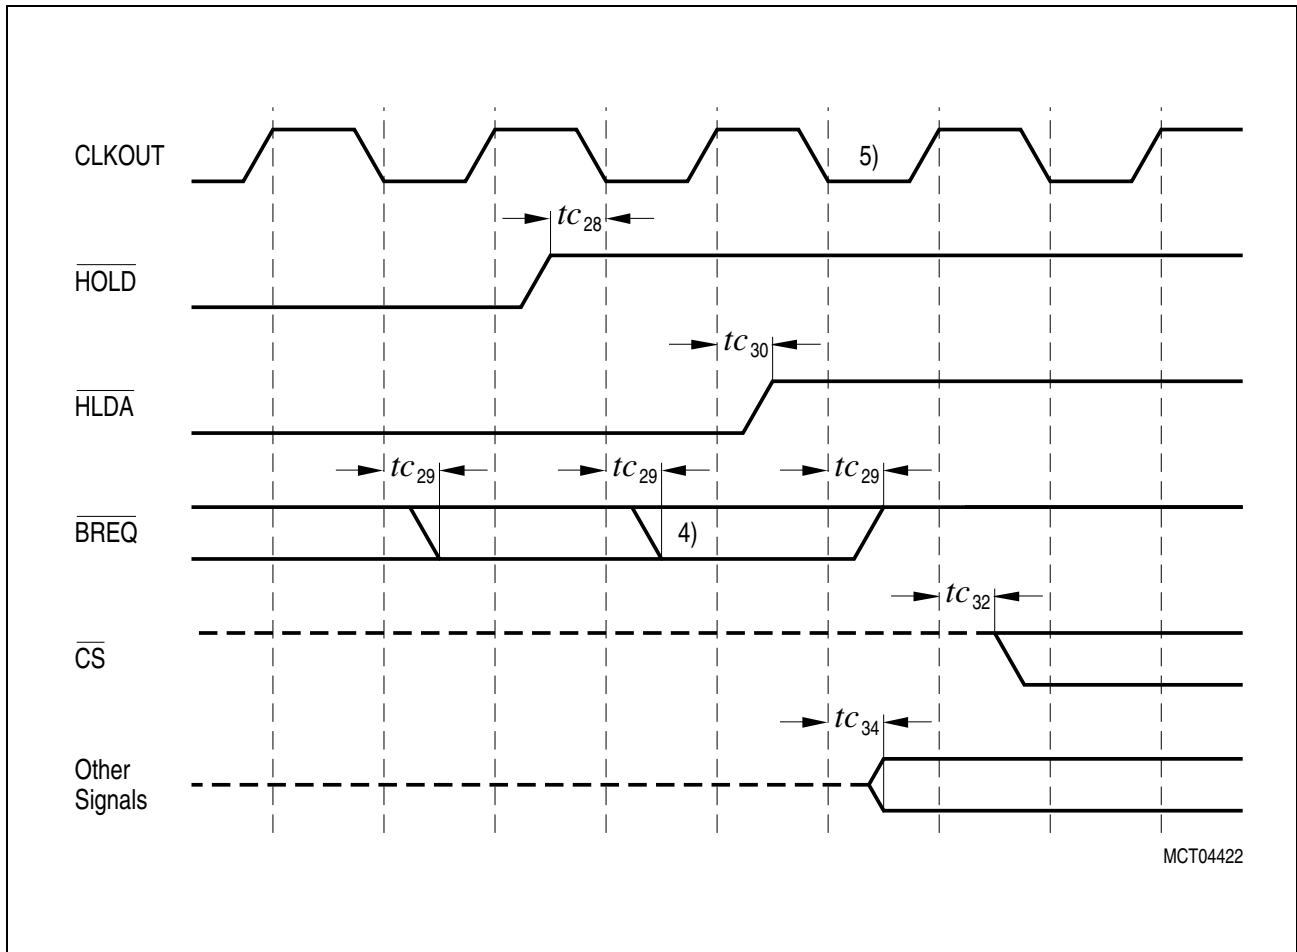 CLKOUT
5)
tc28
HOLD
tc30
HLDA
tc29 tc29 tc29
BREQ
4)
tc32
CS
tc34
Other
Signals
MCT04422